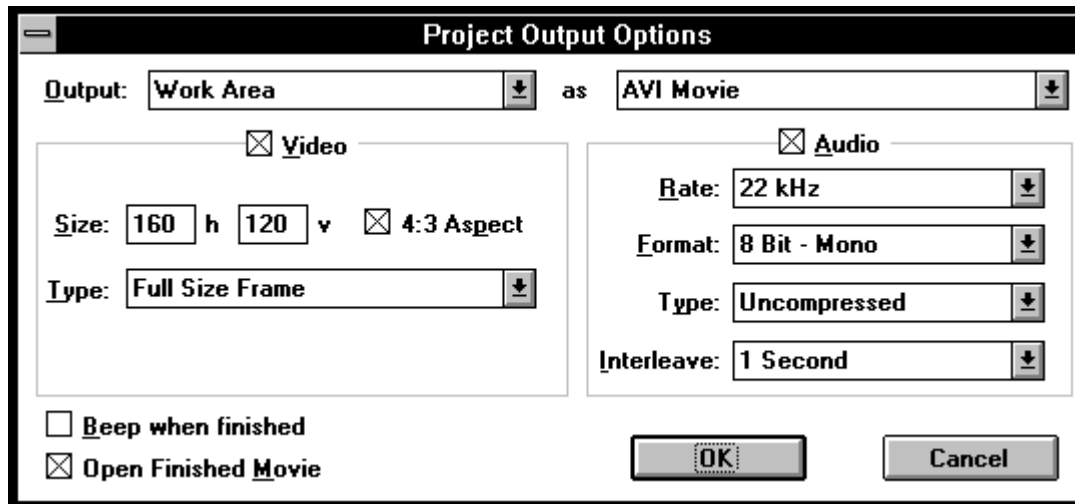 Project Output Options
Output: Work Area as AVI Movie
Video
Size: 160 h 120 v 4:3 Aspect
Type: Full Size Frame
Audio
Rate: 22 kHz
Format: 8 Bit - Mono
Type: Uncompressed
Interleave: 1 Second
Beep when finished
Open Finished Movie
OK
Cancel